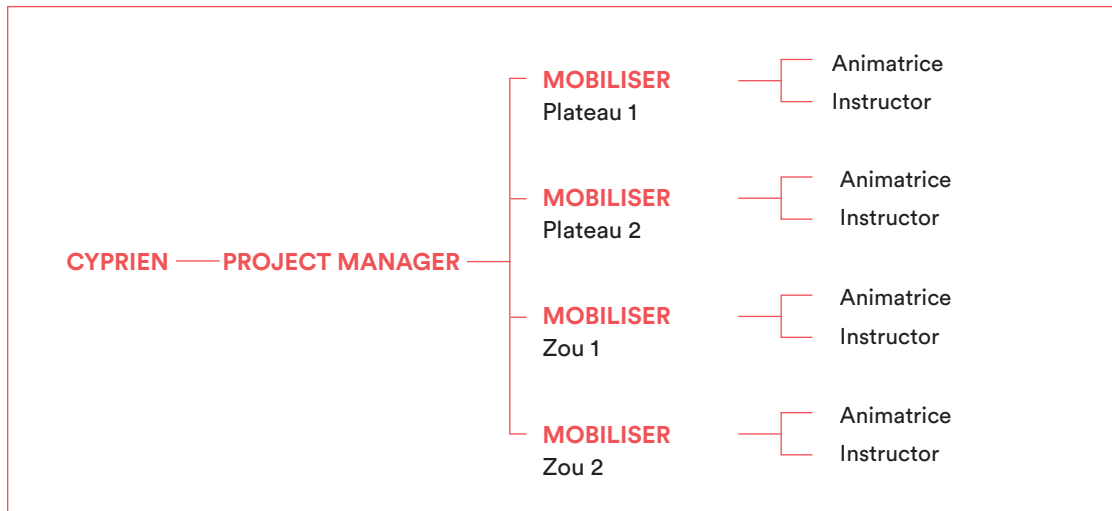 CYPRIEN
PROJECT MANAGER
MOBILISER
Plateau 1
Animatrice
Instructor
MOBILISER
Plateau 2
Animatrice
Instructor
MOBILISER
Zou 1
Animatrice
Instructor
MOBILISER
Zou 2
Animatrice
Instructor